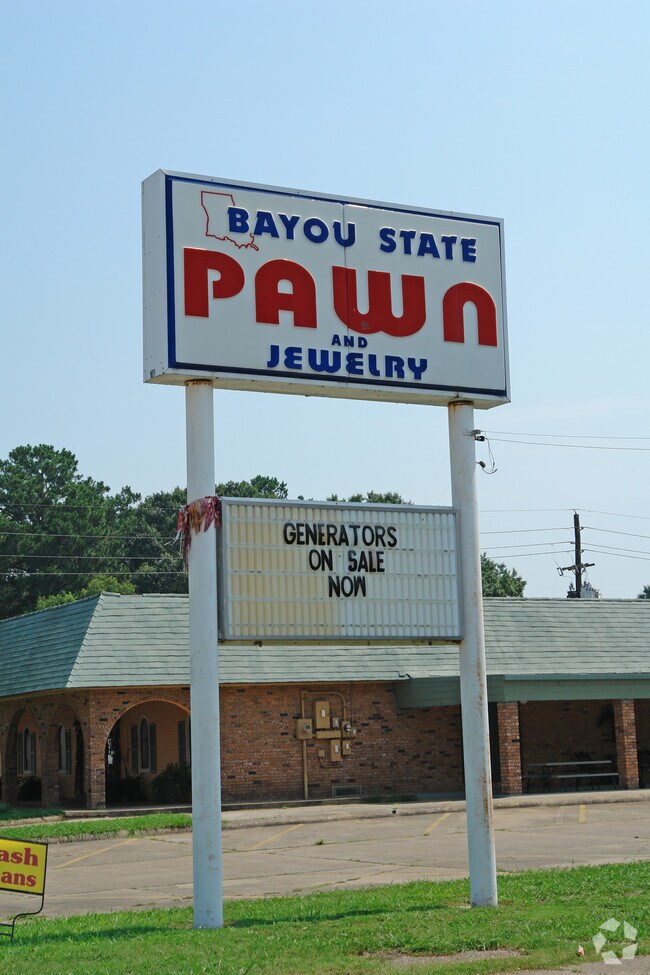 BAYOU STATE
PAWN
AND
JEWELRY
GENERATORS
ON SALE
NOW
ash
ans